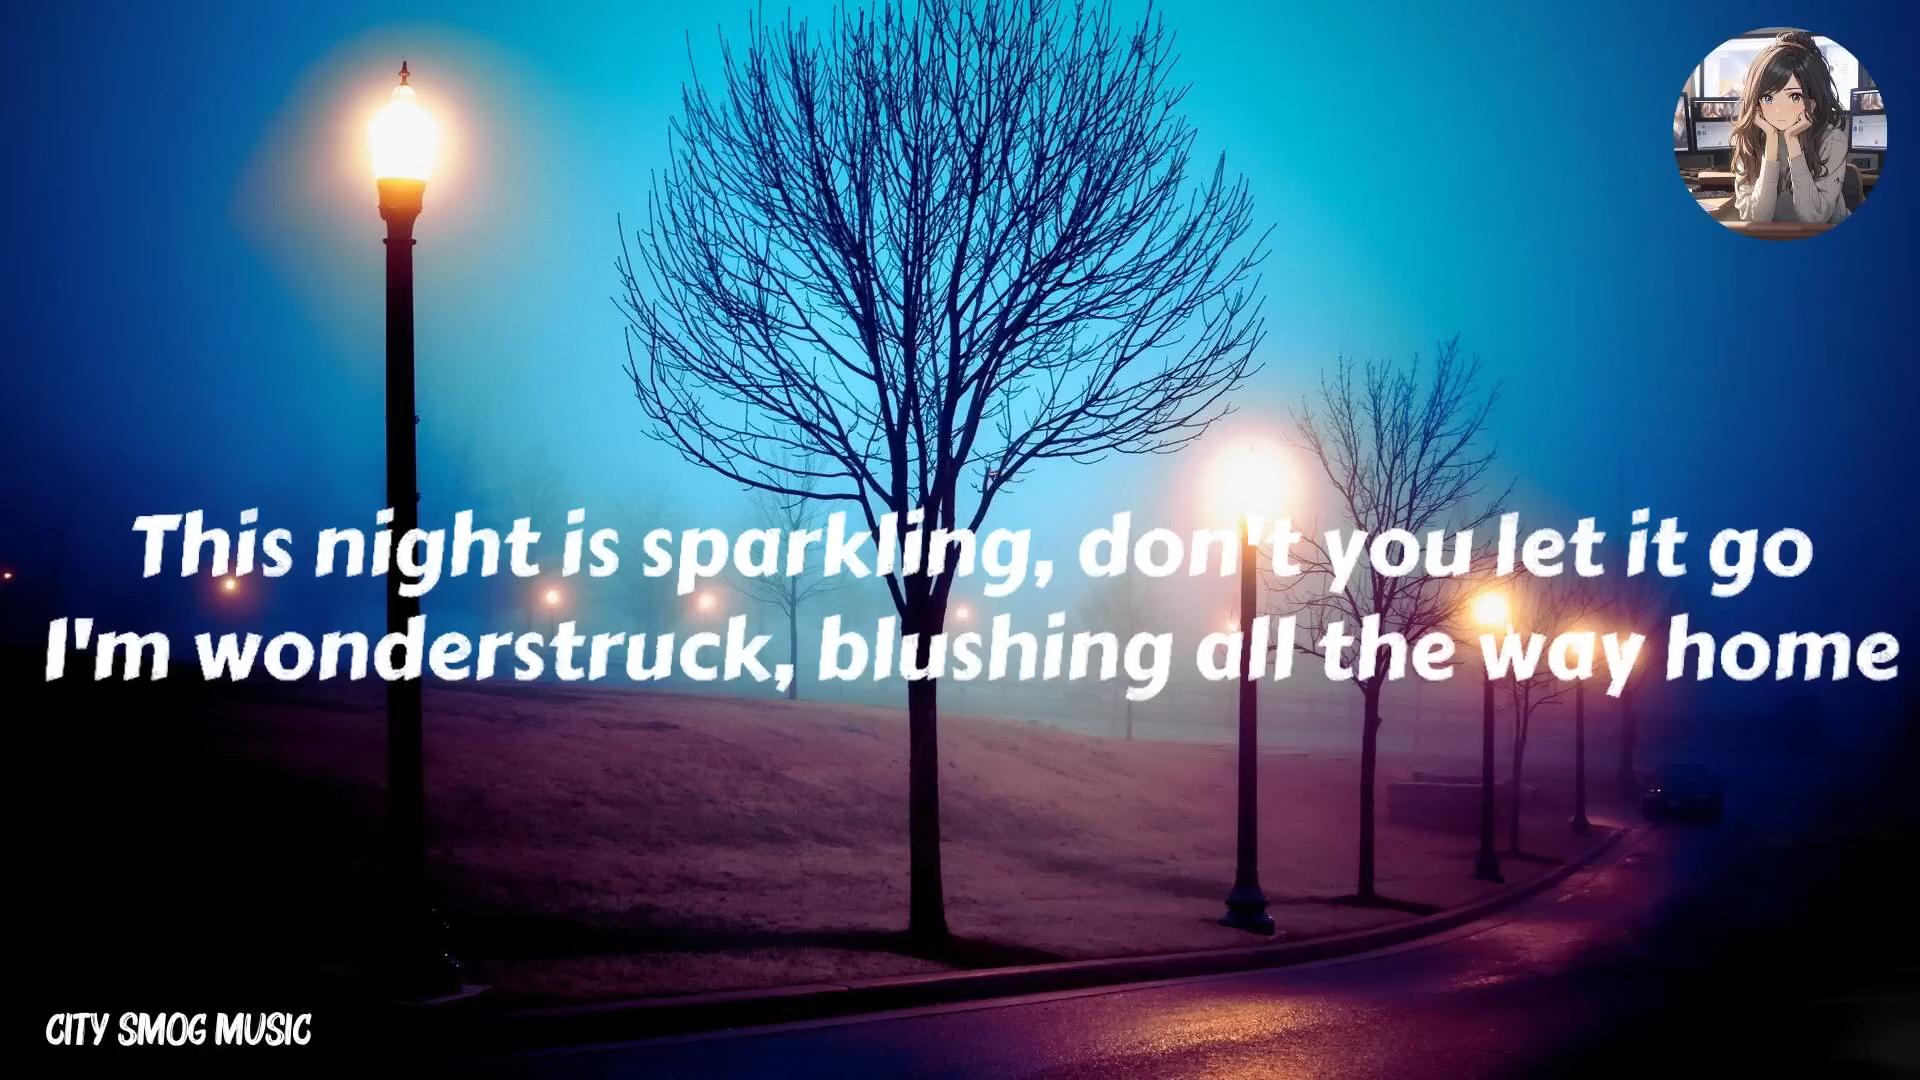 This night is sparkling, don't you let it go
I'm wonderstruck, blushing all the way home
CITY SMOG MUSIC